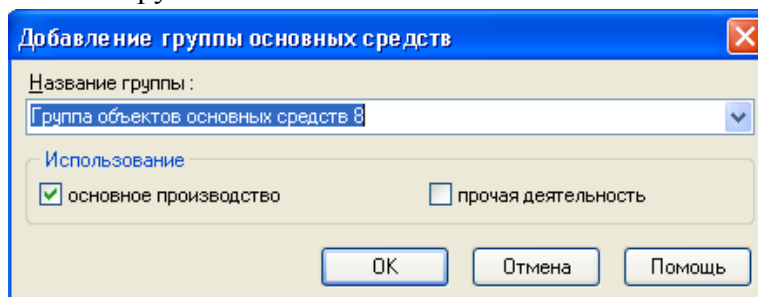 Добавление группы основных средств
Название группы :
Группа объектов основных средств 8
Использование
основное производство
прочая деятельность
OK
Отмена
Помощь